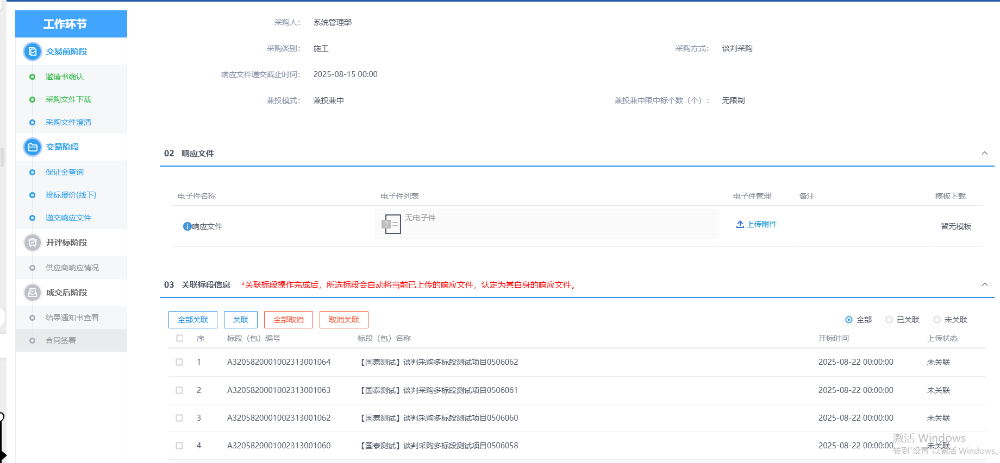 工作环节
交易前阶段
邀请书确认
采购文件下载
采购文件澄清
交易阶段
保证金查询
投标报价(线下)
递交响应文件
开评标阶段
供应商响应情况
成交后阶段
结果通知书查看
合同签署
采购人： 系统管理部
采购类别： 施工 采购方式： 谈判采购
响应文件递交截止时间： 2025-08-15 00:00
兼投模式： 兼投兼中 兼投兼中限中标个数（个）： 无限制
02 响应文件
电子件名称 电子件列表 电子件管理 备注 模板下载
响应文件 无电子件 上传附件 暂无模板
03 关联标段信息 *关联标段操作完成后，所选标段会自动将当前已上传的响应文件，认定为其自身的响应文件。
全部关联 关联 全部取消 取消关联 全部 已关联 未关联
序 标段（包）编号 标段（包）名称 开标时间 上传状态
1 A3205820001002313001064 【国泰测试】谈判采购多标段测试项目0506062 2025-08-22 00:00:00 未关联
2 A3205820001002313001063 【国泰测试】谈判采购多标段测试项目0506061 2025-08-22 00:00:00 未关联
3 A3205820001002313001062 【国泰测试】谈判采购多标段测试项目0506060 2025-08-22 00:00:00 未关联
4 A3205820001002313001060 【国泰测试】谈判采购多标段测试项目0506058 2025-08-22 00:00:00 未关联
激活 Windows
转到"设置"以激活 Windows。